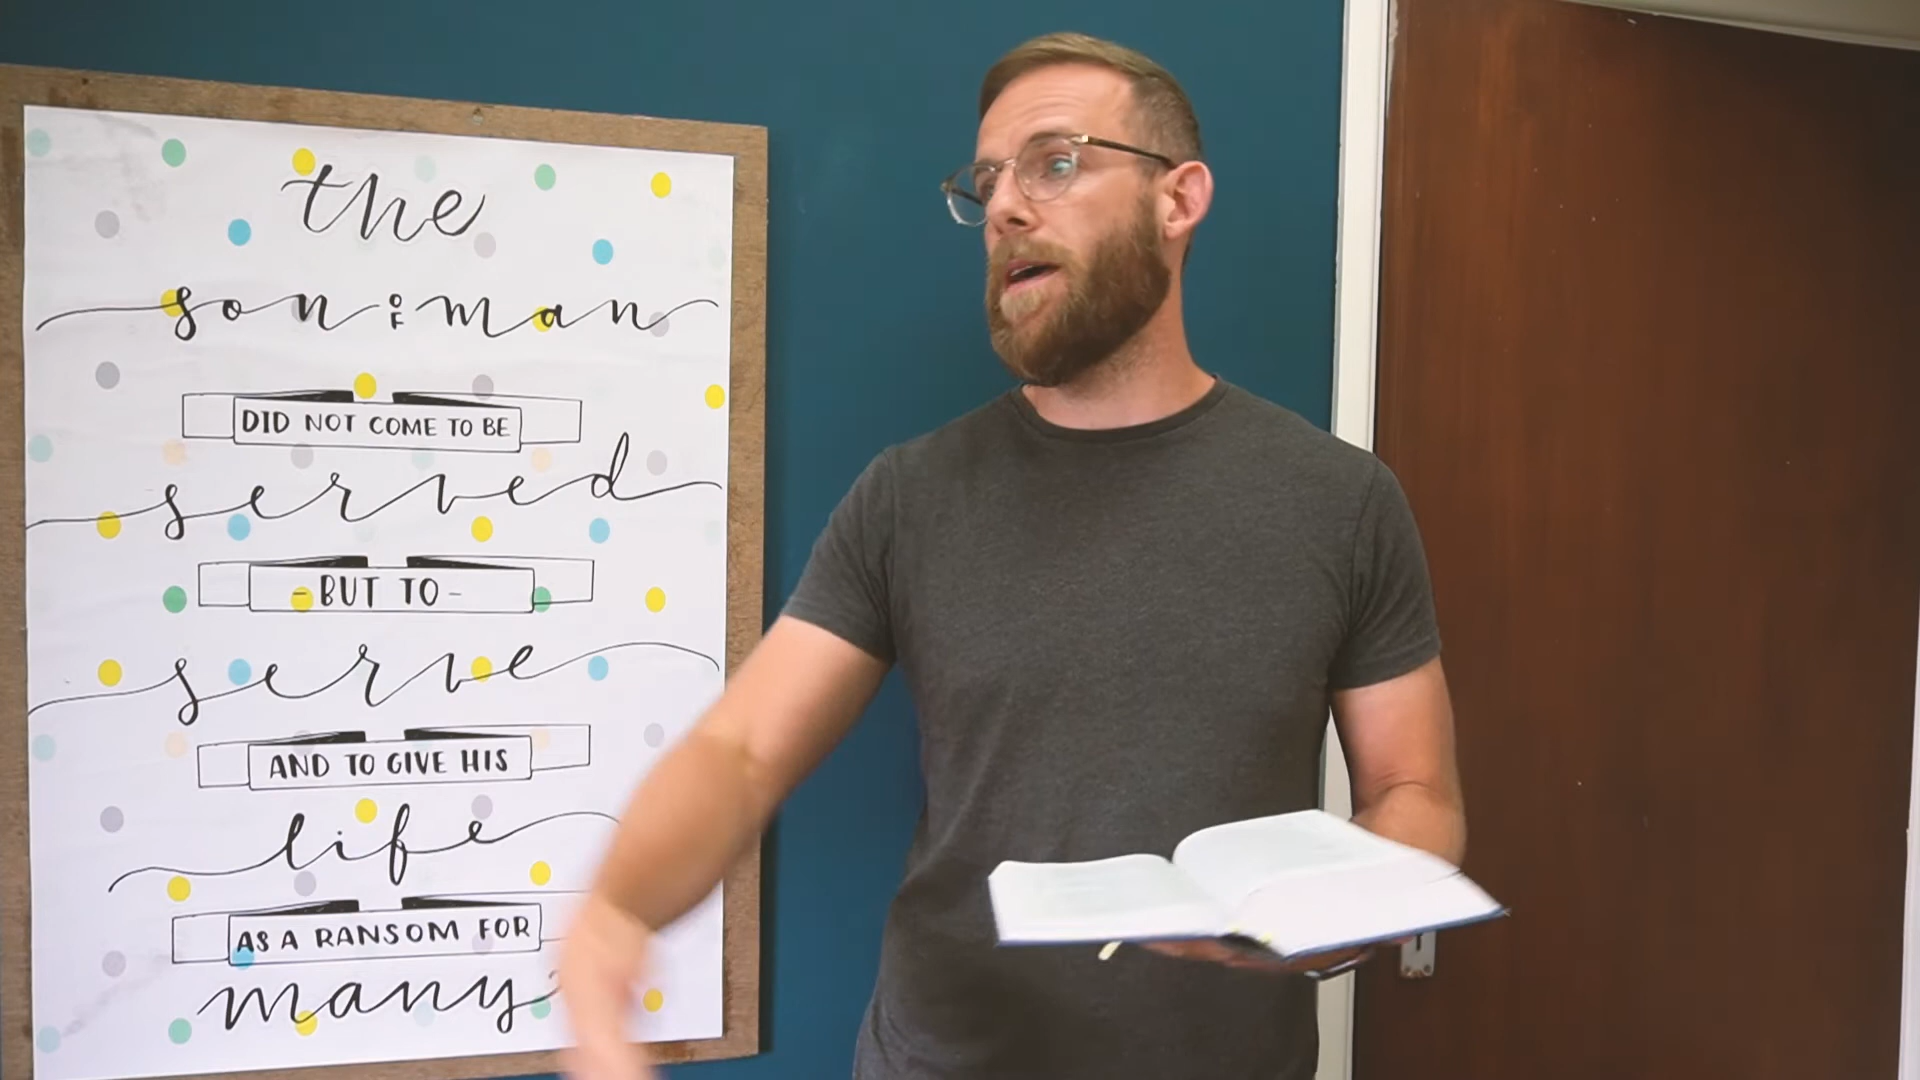 the
son OF man
DID NOT COME TO BE
served
- BUT TO -
serve
AND TO GIVE HIS
life
AS A RANSOM FOR
many